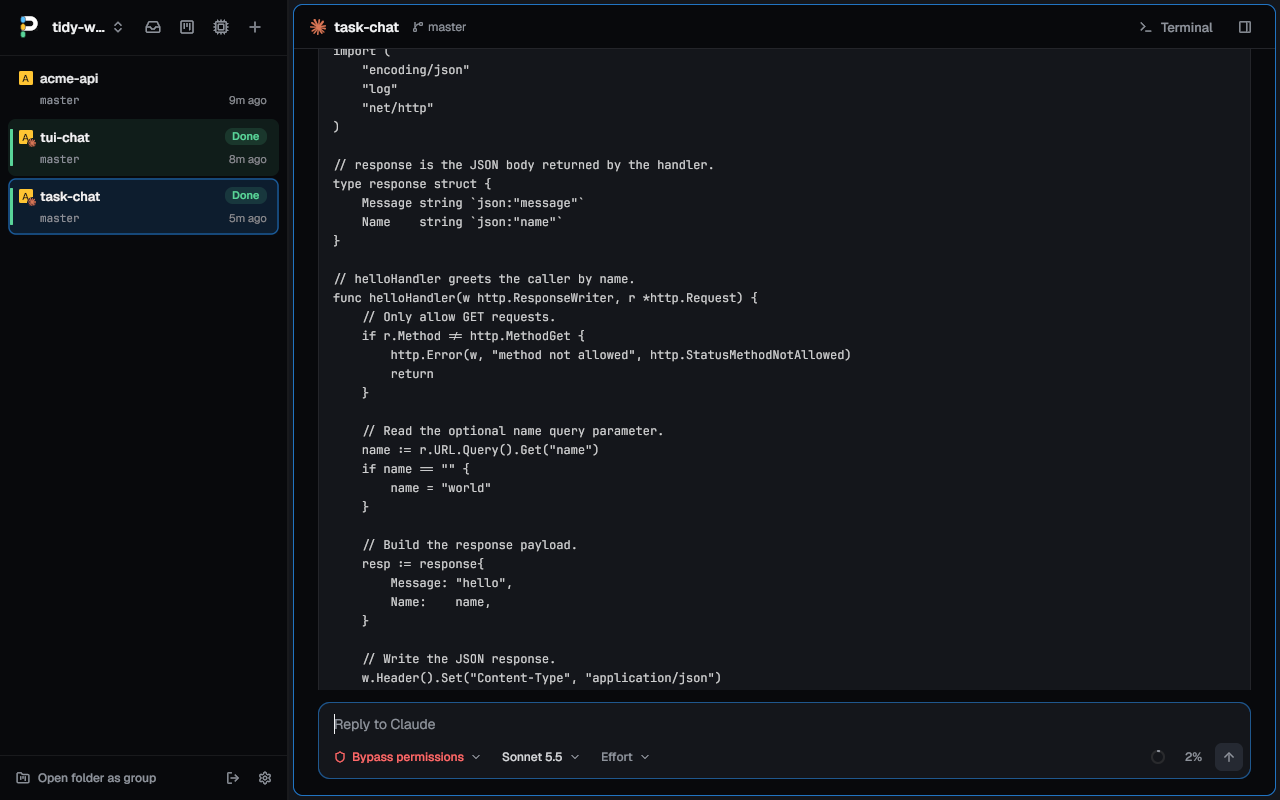 tidy-w...
acme-api
master
9m ago
tui-chat
Done
master
8m ago
task-chat
Done
master
5m ago
Open folder as group
task-chat
master
Terminal
import (
    "encoding/json"
    "log"
    "net/http"
)
// response is the JSON body returned by the handler.
type response struct {
    Message string `json:"message"`
    Name    string `json:"name"`
}
// helloHandler greets the caller by name.
func helloHandler(w http.ResponseWriter, r *http.Request) {
    // Only allow GET requests.
    if r.Method != http.MethodGet {
        http.Error(w, "method not allowed", http.StatusMethodNotAllowed)
        return
    }
    // Read the optional name query parameter.
    name := r.URL.Query().Get("name")
    if name == "" {
        name = "world"
    }
    // Build the response payload.
    resp := response{
        Message: "hello",
        Name:    name,
    }
    // Write the JSON response.
    w.Header().Set("Content-Type", "application/json")
Reply to Claude
Bypass permissions
Sonnet 5.5
Effort
2%